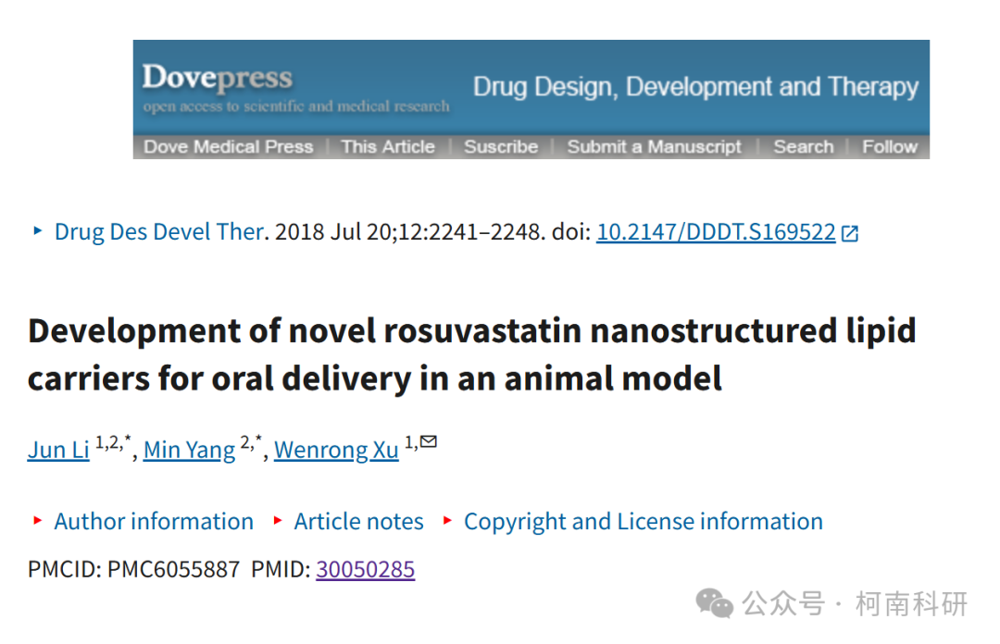 Dovepress
open access to scientific and medical research
Drug Design, Development and Therapy
Dove Medical Press | This Article | Suscribe | Submit a Manuscript | Search | Follow
Drug Des Devel Ther. 2018 Jul 20;12:2241–2248. doi: 10.2147/DDDT.S169522
Development of novel rosuvastatin nanostructured lipid
carriers for oral delivery in an animal model
Jun Li 1,2,*, Min Yang 2,*, Wenrong Xu 1,✉
Author information Article notes Copyright and License information
PMCID: PMC6055887 PMID: 30050285
公众号 · 柯南科研